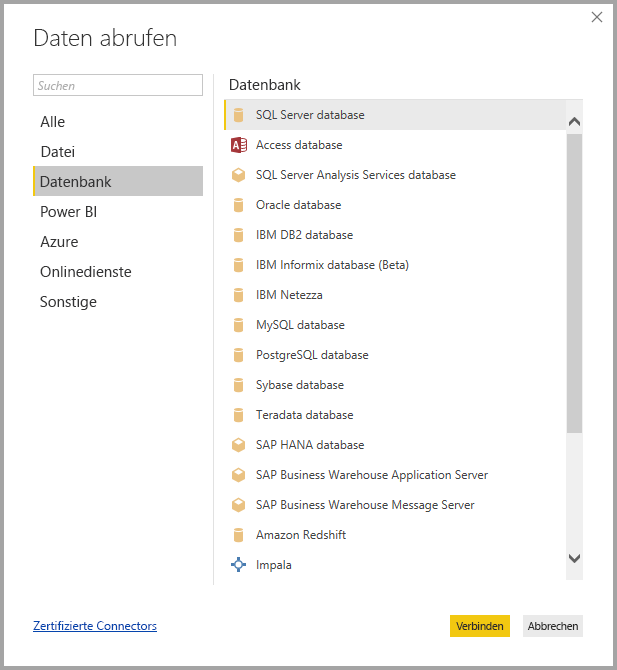 Daten abrufen
Suchen
Alle
Datei
Datenbank
Power BI
Azure
Onlinedienste
Sonstige
Datenbank
SQL Server database
A
Access database
SQL Server Analysis Services database
Oracle database
IBM DB2 database
IBM Informix database (Beta)
IBM Netezza
MySQL database
PostgreSQL database
Sybase database
Teradata database
SAP HANA database
SAP Business Warehouse Application Server
SAP Business Warehouse Message Server
Amazon Redshift
Impala
Zertifizierte Connectors
Verbinden
Abbrechen